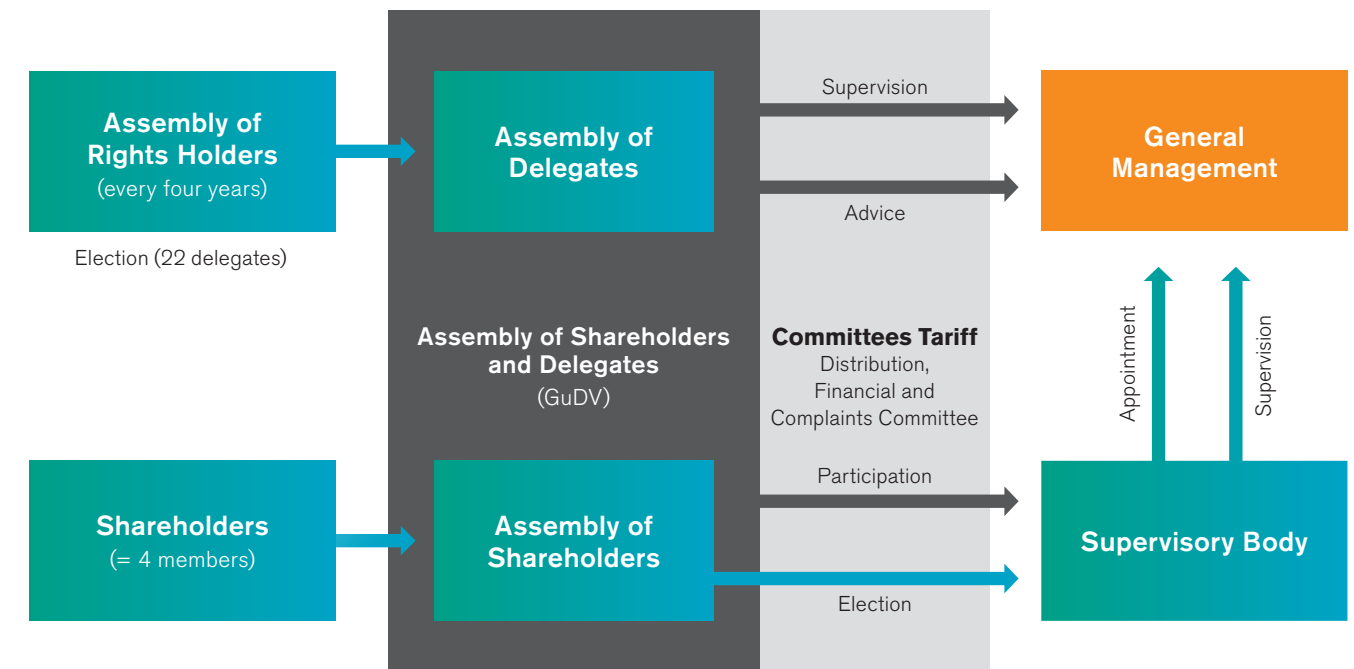 Assembly of
Rights Holders
(every four years)
Election (22 delegates)
Assembly of
Delegates
Supervision
Advice
General
Management
Assembly of Shareholders
and Delegates
(GuDV)
Committees Tariff
Distribution,
Financial and
Complaints Committee
Appointment
Supervision
Shareholders
(= 4 members)
Assembly of
Shareholders
Participation
Election
Supervisory Body